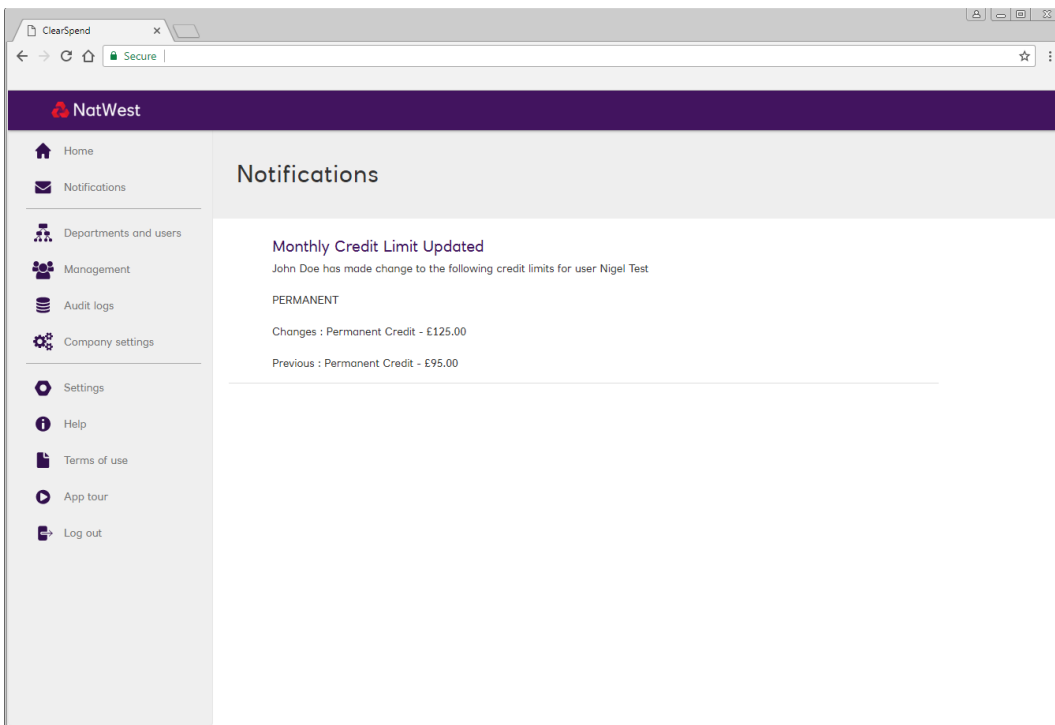 ClearSpend
Secure
NatWest
Home
Notifications
Departments and users
Management
Audit logs
Company settings
Settings
Help
Terms of use
App tour
Log out
Notifications
Monthly Credit Limit Updated
John Doe has made change to the following credit limits for user Nigel Test
PERMANENT
Changes : Permanent Credit - £125.00
Previous : Permanent Credit - £95.00